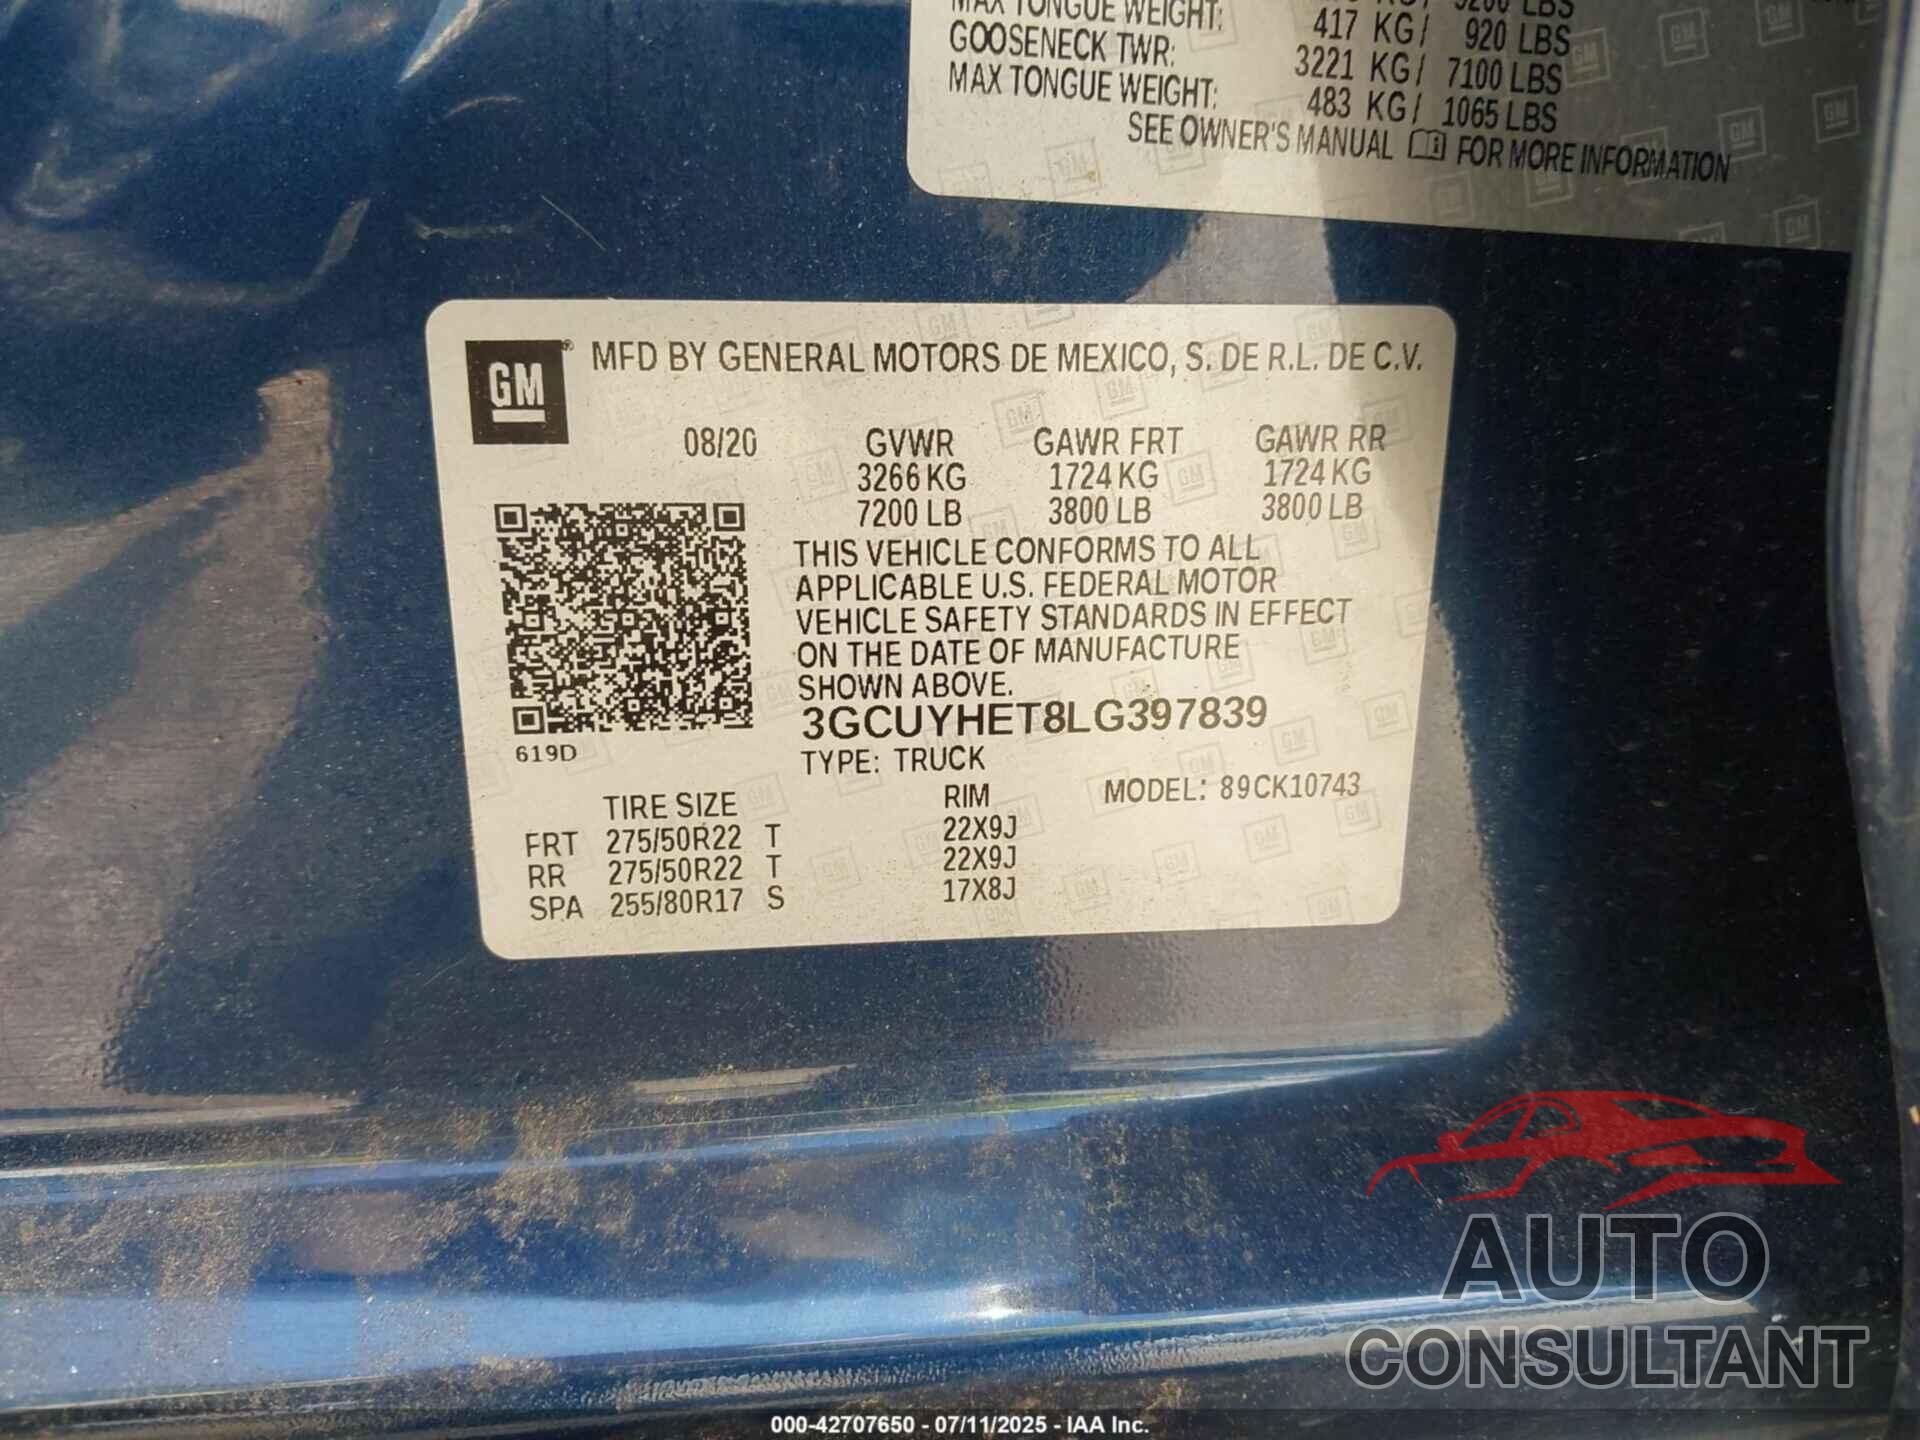 MAX TONGUE WEIGHT: 417 KG/ 920 LBS
GOOSENECK TWR: 3221 KG/ 7100 LBS
MAX TONGUE WEIGHT: 483 KG/ 1065 LBS
SEE OWNER'S MANUAL FOR MORE INFORMATION
GM® MFD BY GENERAL MOTORS DE MEXICO, S. DE R.L. DE C.V.
08/20 GVWR GAWR FRT GAWR RR
3266 KG 1724 KG 1724 KG
7200 LB 3800 LB 3800 LB
THIS VEHICLE CONFORMS TO ALL
APPLICABLE U.S. FEDERAL MOTOR
VEHICLE SAFETY STANDARDS IN EFFECT
ON THE DATE OF MANUFACTURE
SHOWN ABOVE.
3GCUYHET8LG397839
619D
TYPE: TRUCK
TIRE SIZE RIM MODEL: 89CK10743
FRT 275/50R22 T 22X9J
RR 275/50R22 T 22X9J
SPA 255/80R17 S 17X8J
AUTO
CONSULTANT
000-42707650 - 07/11/2025 - IAA Inc.